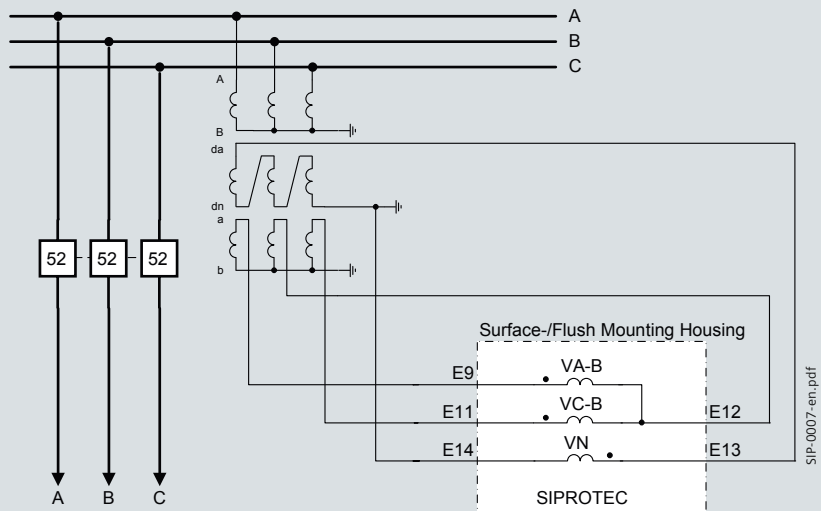 A
B
C
A
B
da
dn
a
b
52
52
52
Surface-/Flush Mounting Housing
E9
VA-B
E11
VC-B
E12
E14
VN
E13
SIPROTEC
A
B
C
SIP-0007-en.pdf